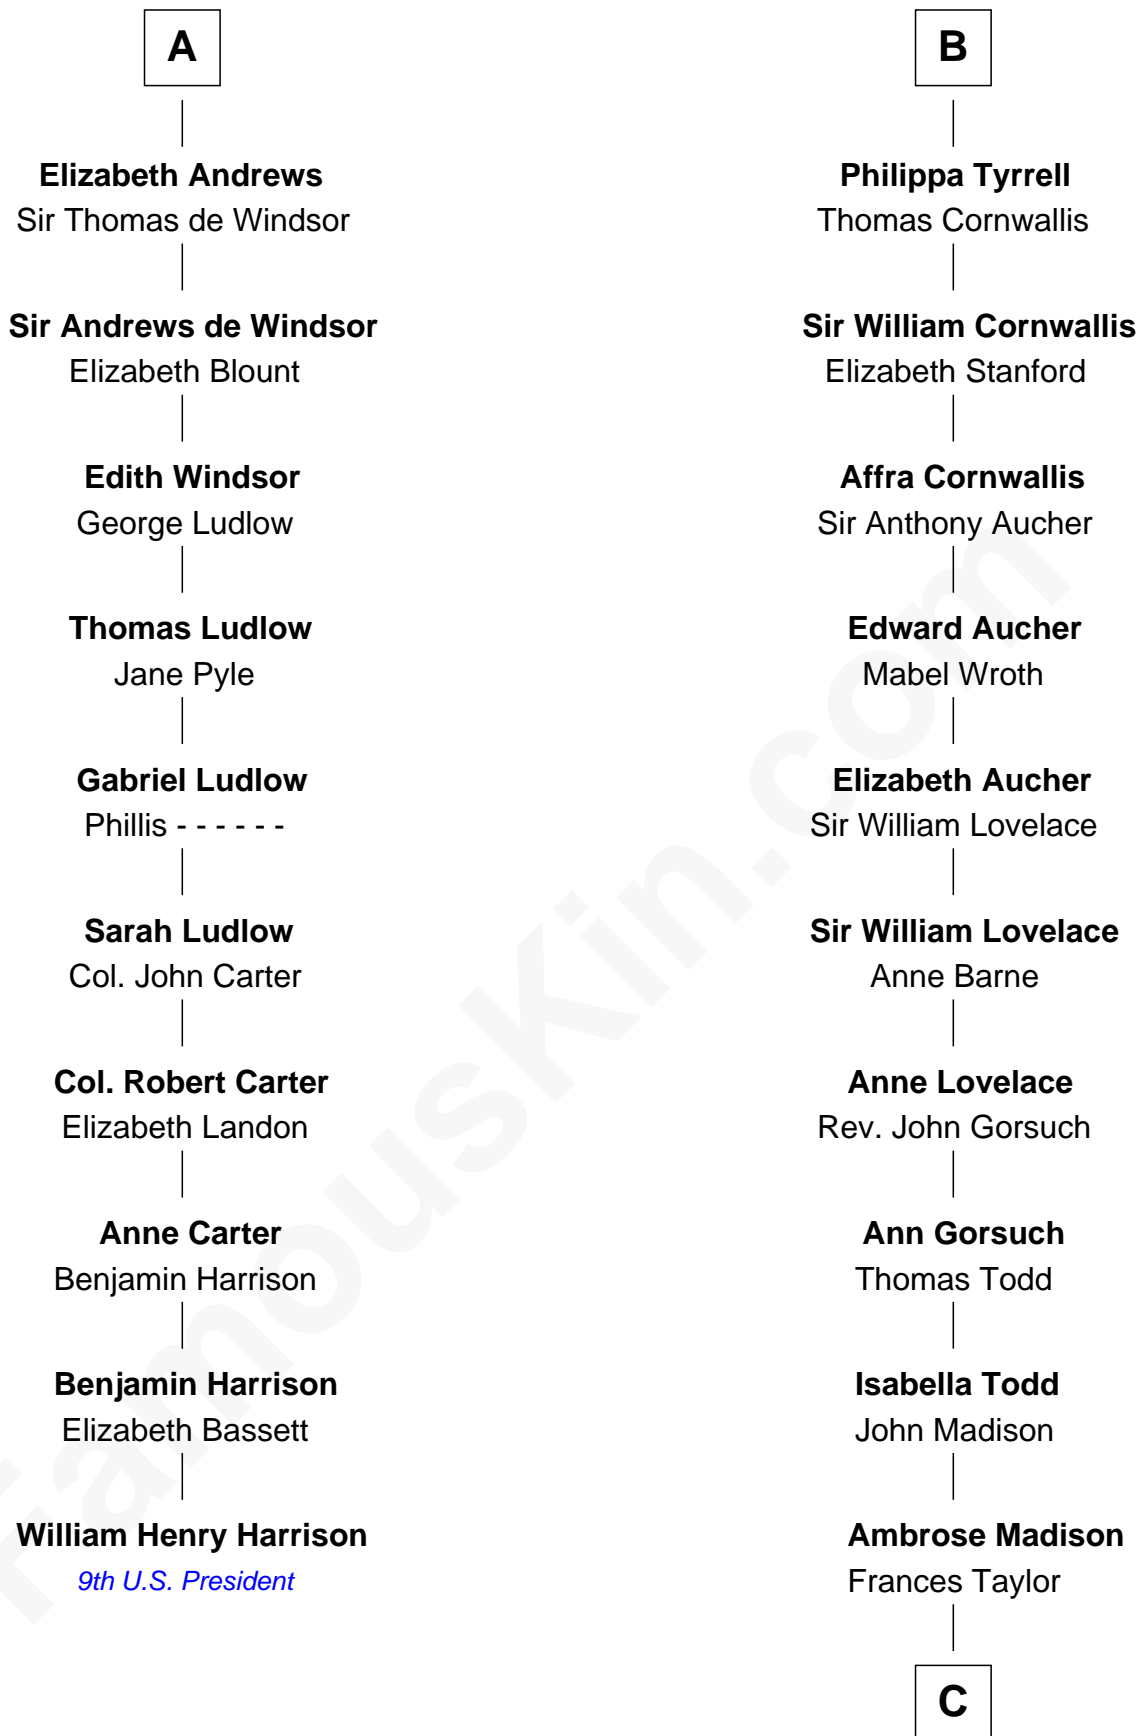 A
Elizabeth Andrews
Sir Thomas de Windsor
Sir Andrews de Windsor
Elizabeth Blount
Edith Windsor
George Ludlow
Thomas Ludlow
Jane Pyle
Gabriel Ludlow
Phillis - - - - - -
Sarah Ludlow
Col. John Carter
Col. Robert Carter
Elizabeth Landon
Anne Carter
Benjamin Harrison
Benjamin Harrison
Elizabeth Bassett
William Henry Harrison
9th U.S. President
B
Philippa Tyrrell
Thomas Cornwallis
Sir William Cornwallis
Elizabeth Stanford
Affra Cornwallis
Sir Anthony Aucher
Edward Aucher
Mabel Wroth
Elizabeth Aucher
Sir William Lovelace
Sir William Lovelace
Anne Barne
Anne Lovelace
Rev. John Gorsuch
Ann Gorsuch
Thomas Todd
Isabella Todd
John Madison
Ambrose Madison
Frances Taylor
C
FamousKin.com